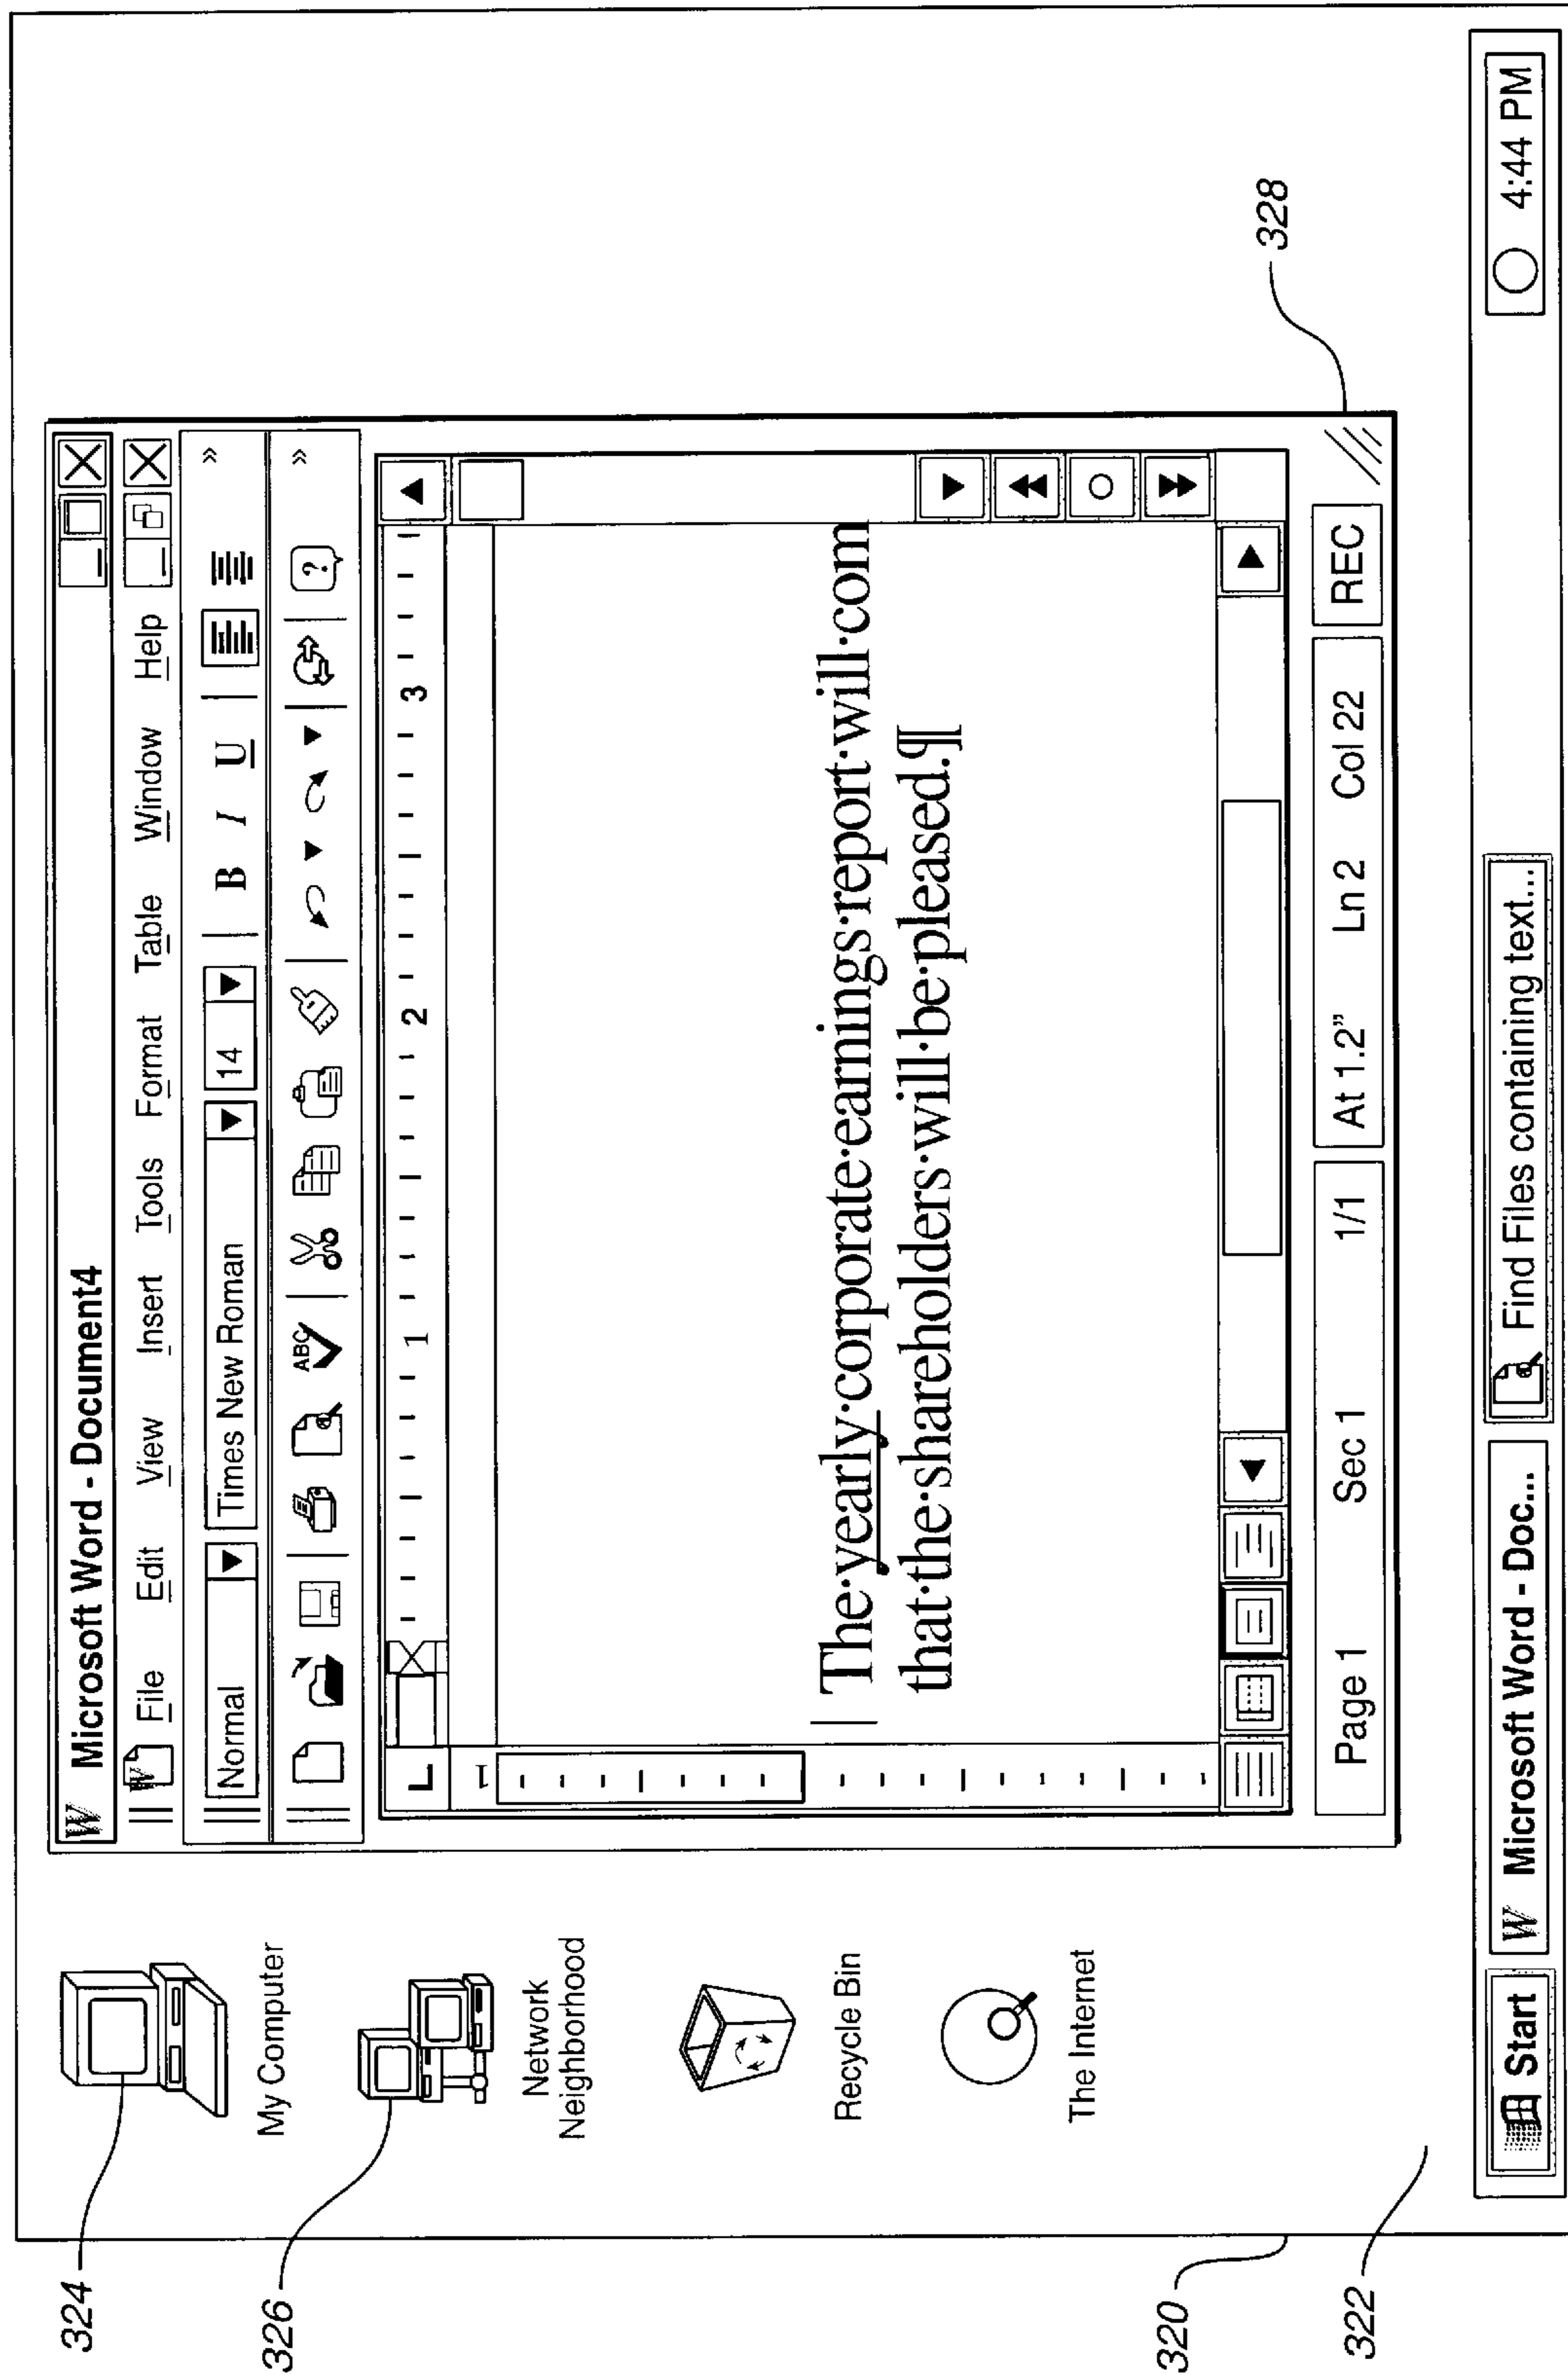 324
326
320
322
328
My Computer
Network
Neighborhood
Recycle Bin
The Internet
W Microsoft Word - Document4
W File Edit View Insert Tools Format Table Window Help
Normal Times New Roman 14 B I U »
ABC ? »
L 1 2 3
1
The·yearly·corporate·earnings·report·will·com
that·the·shareholders·will·be·pleased.¶
Page 1 Sec 1 1/1 At 1.2” Ln 2 Col 22 REC
Start W Microsoft Word - Doc... Find Files containing text... 4:44 PM